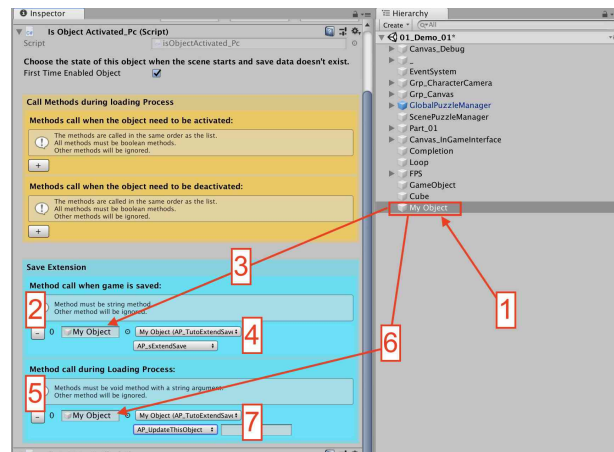 Inspector
Is Object Activated_Pc (Script)
Script
isObjectActivated_Pc
Choose the state of this object when the scene starts and save data doesn't exist.
First Time Enabled Object
Call Methods during loading Process
Methods call when the object need to be activated:
The methods are called in the same order as the list.
All methods must be boolean methods.
Other methods will be ignored.
+
Methods call when the object need to be deactivated:
The methods are called in the same order as the list.
All methods must be boolean methods.
Other methods will be ignored.
+
Save Extension
Method call when game is saved:
Method must be string method.
Other method will be ignored.
2
- 0 My Object My Object (AP_TutoExtendSave
AP_sExtendSave
3
4
Method call during Loading Process:
Methods must be void method with a string argument.
Other method will be ignored.
5
- 0 My Object My Object (AP_TutoExtendSave
AP_UpdateThisObject
7
Hierarchy
Create
All
01_Demo_01*
Canvas_Debug
_
EventSystem
Grp_CharacterCamera
Grp_Canvas
GlobalPuzzleManager
ScenePuzzleManager
Part_01
Canvas_InGameInterface
Completion
Loop
FPS
GameObject
Cube
My Object
1
6